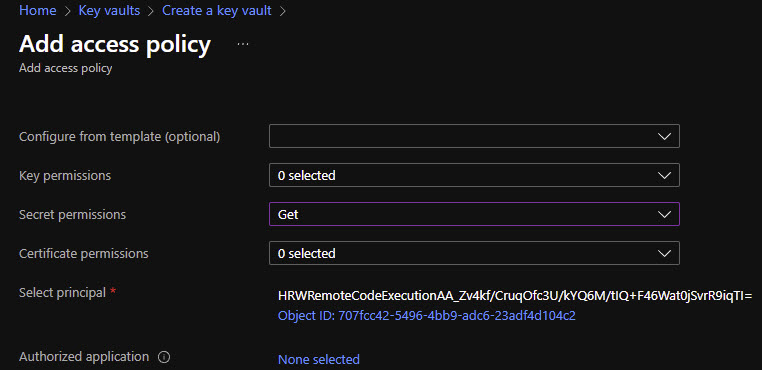 Home > Key vaults > Create a key vault >
Add access policy ...
Add access policy
Configure from template (optional)
Key permissions 0 selected
Secret permissions Get
Certificate permissions 0 selected
Select principal * HRWRemoteCodeExecutionAA_Zv4kf/CruqOfc3U/kYQ6M/tIQ+F46Wat0jSvrR9iqTI=
Object ID: 707fcc42-5496-4bb9-adc6-23adf4d104c2
Authorized application None selected